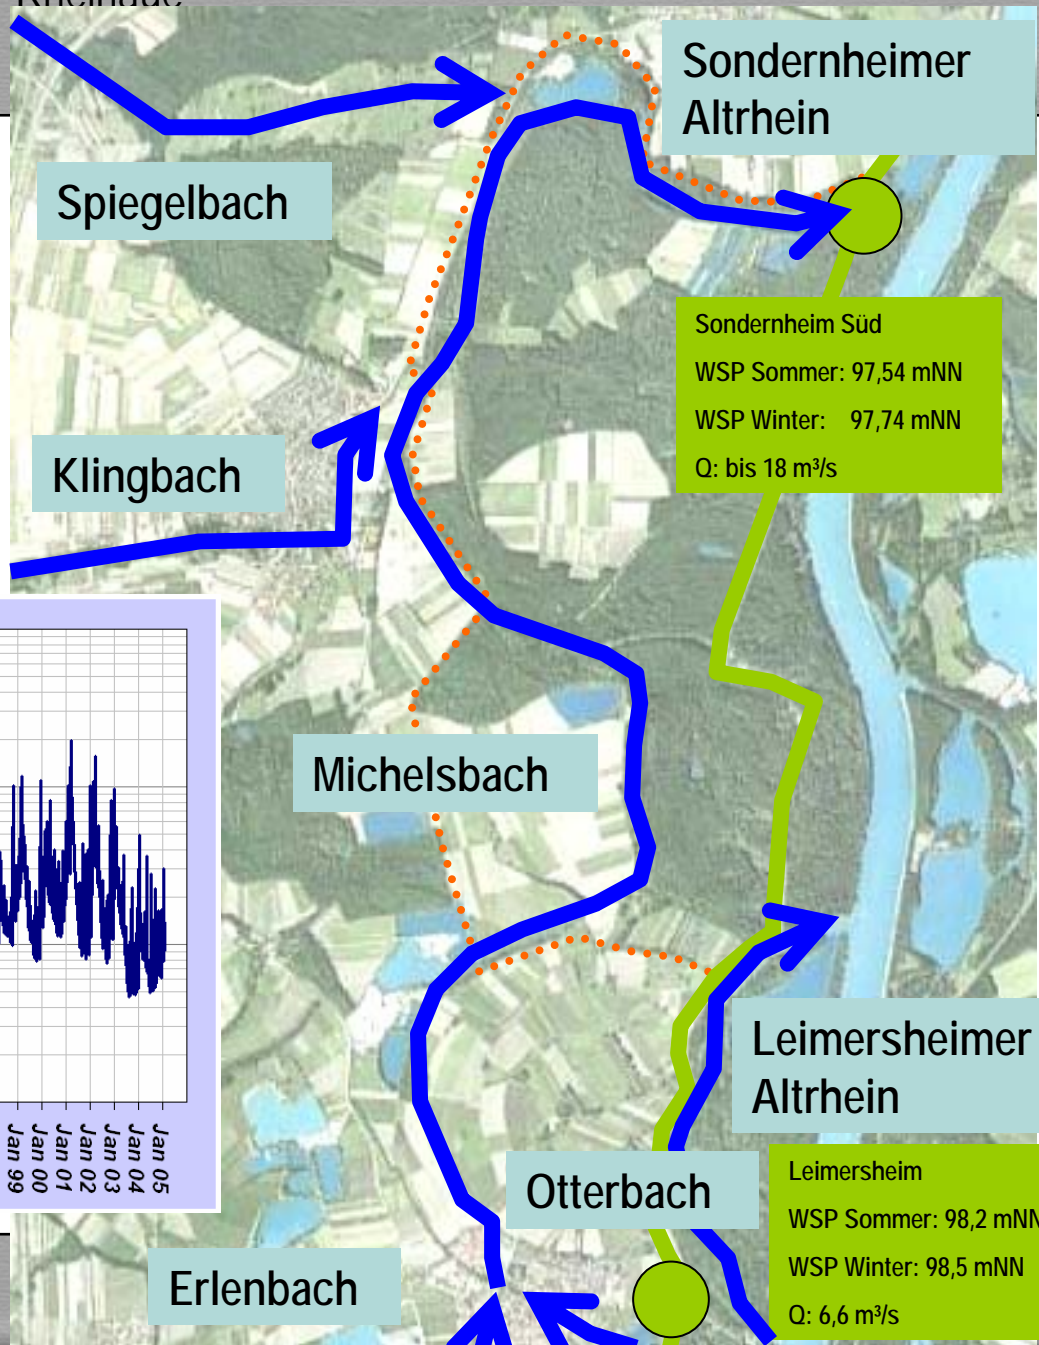 Sondernheimer
Altrhein
Spiegelbach
Sondernheim Süd
WSP Sommer: 97,54 mNN
WSP Winter: 97,74 mNN
Q: bis 18 m³/s
Klingbach
Michelsbach
Leimersheimer
Altrhein
Jan 99
Jan 00
Jan 01
Jan 02
Jan 03
Jan 04
Jan 05
Otterbach
Leimersheim
WSP Sommer: 98,2 mNN
WSP Winter: 98,5 mNN
Q: 6,6 m³/s
Erlenbach